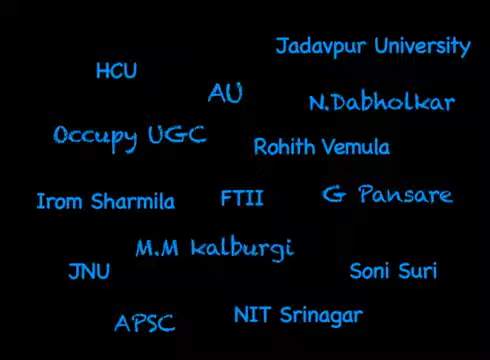 Jadavpur University
HCU
AU
N.Dabholkar
Occupy UGC
Rohith Vemula
Irom Sharmila
FTII
G Pansare
M.M kalburgi
JNU
Soni Suri
APSC
NIT Srinagar